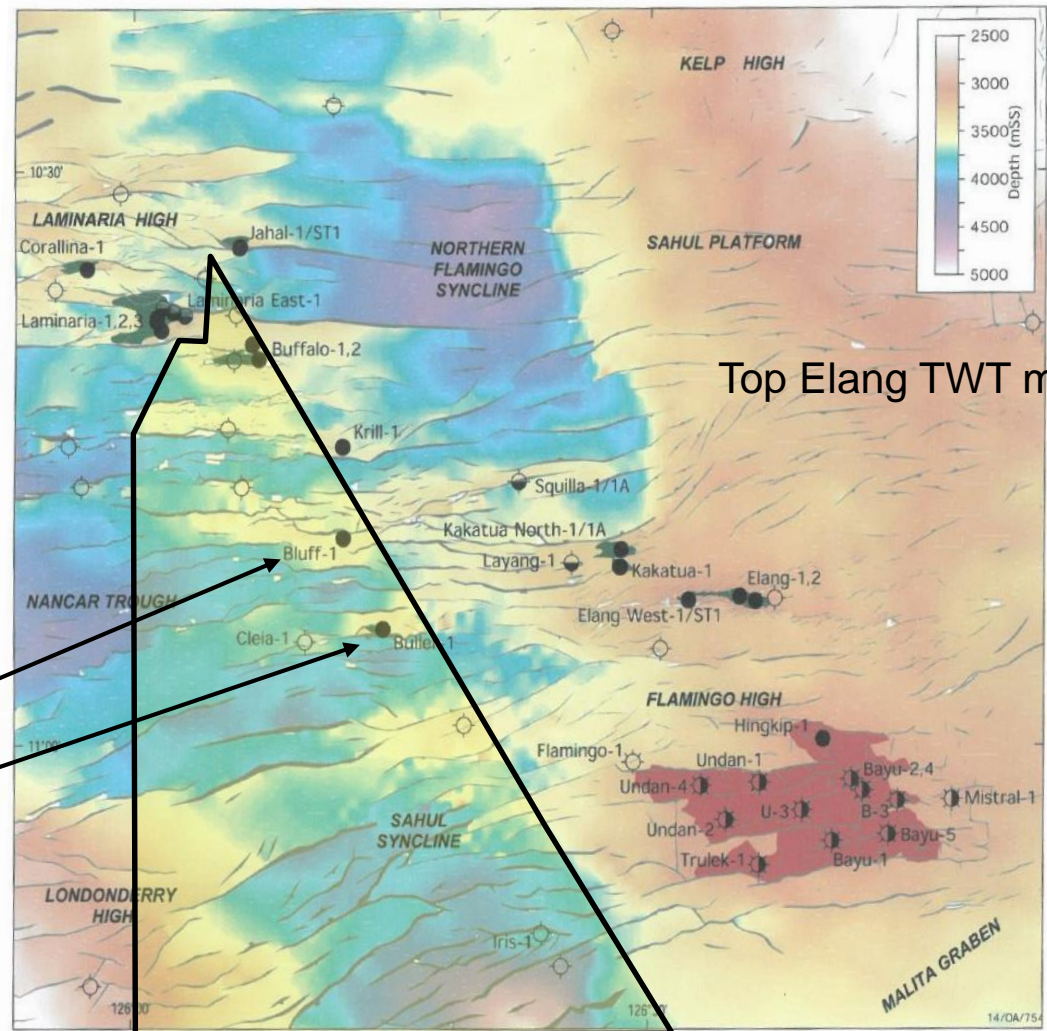 KELP HIGH
2500
3000
3500
4000
4500
5000
Depth (mSS)
10°30'
LAMINARIA HIGH
Corallina-1
Jahal-1/ST1
NORTHERN
FLAMINGO
SYNCLINE
SAHUL PLATFORM
Laminaria East-1
Laminaria-1,2,3
Buffalo-1,2
Top Elang TWT m
Krill-1
Squilla-1/1A
Kakatua North-1/1A
Bluff-1
Layang-1
Kakatua-1
Elang-1,2
NANCAR TROUGH
Elang West-1/ST1
Cleia-1
Buller-1
FLAMINGO HIGH
Hingkip-1
11°00'
Flamingo-1
Undan-1
Bayu-2,4
Undan-4
U-3
B-3
Mistral-1
Undan-2
Bayu-5
SAHUL
SYNCLINE
Trulek-1
Bayu-1
LONDONDERRY
HIGH
Iris-1
MALITA GRABEN
126°00'
126°30'
14/OA/754